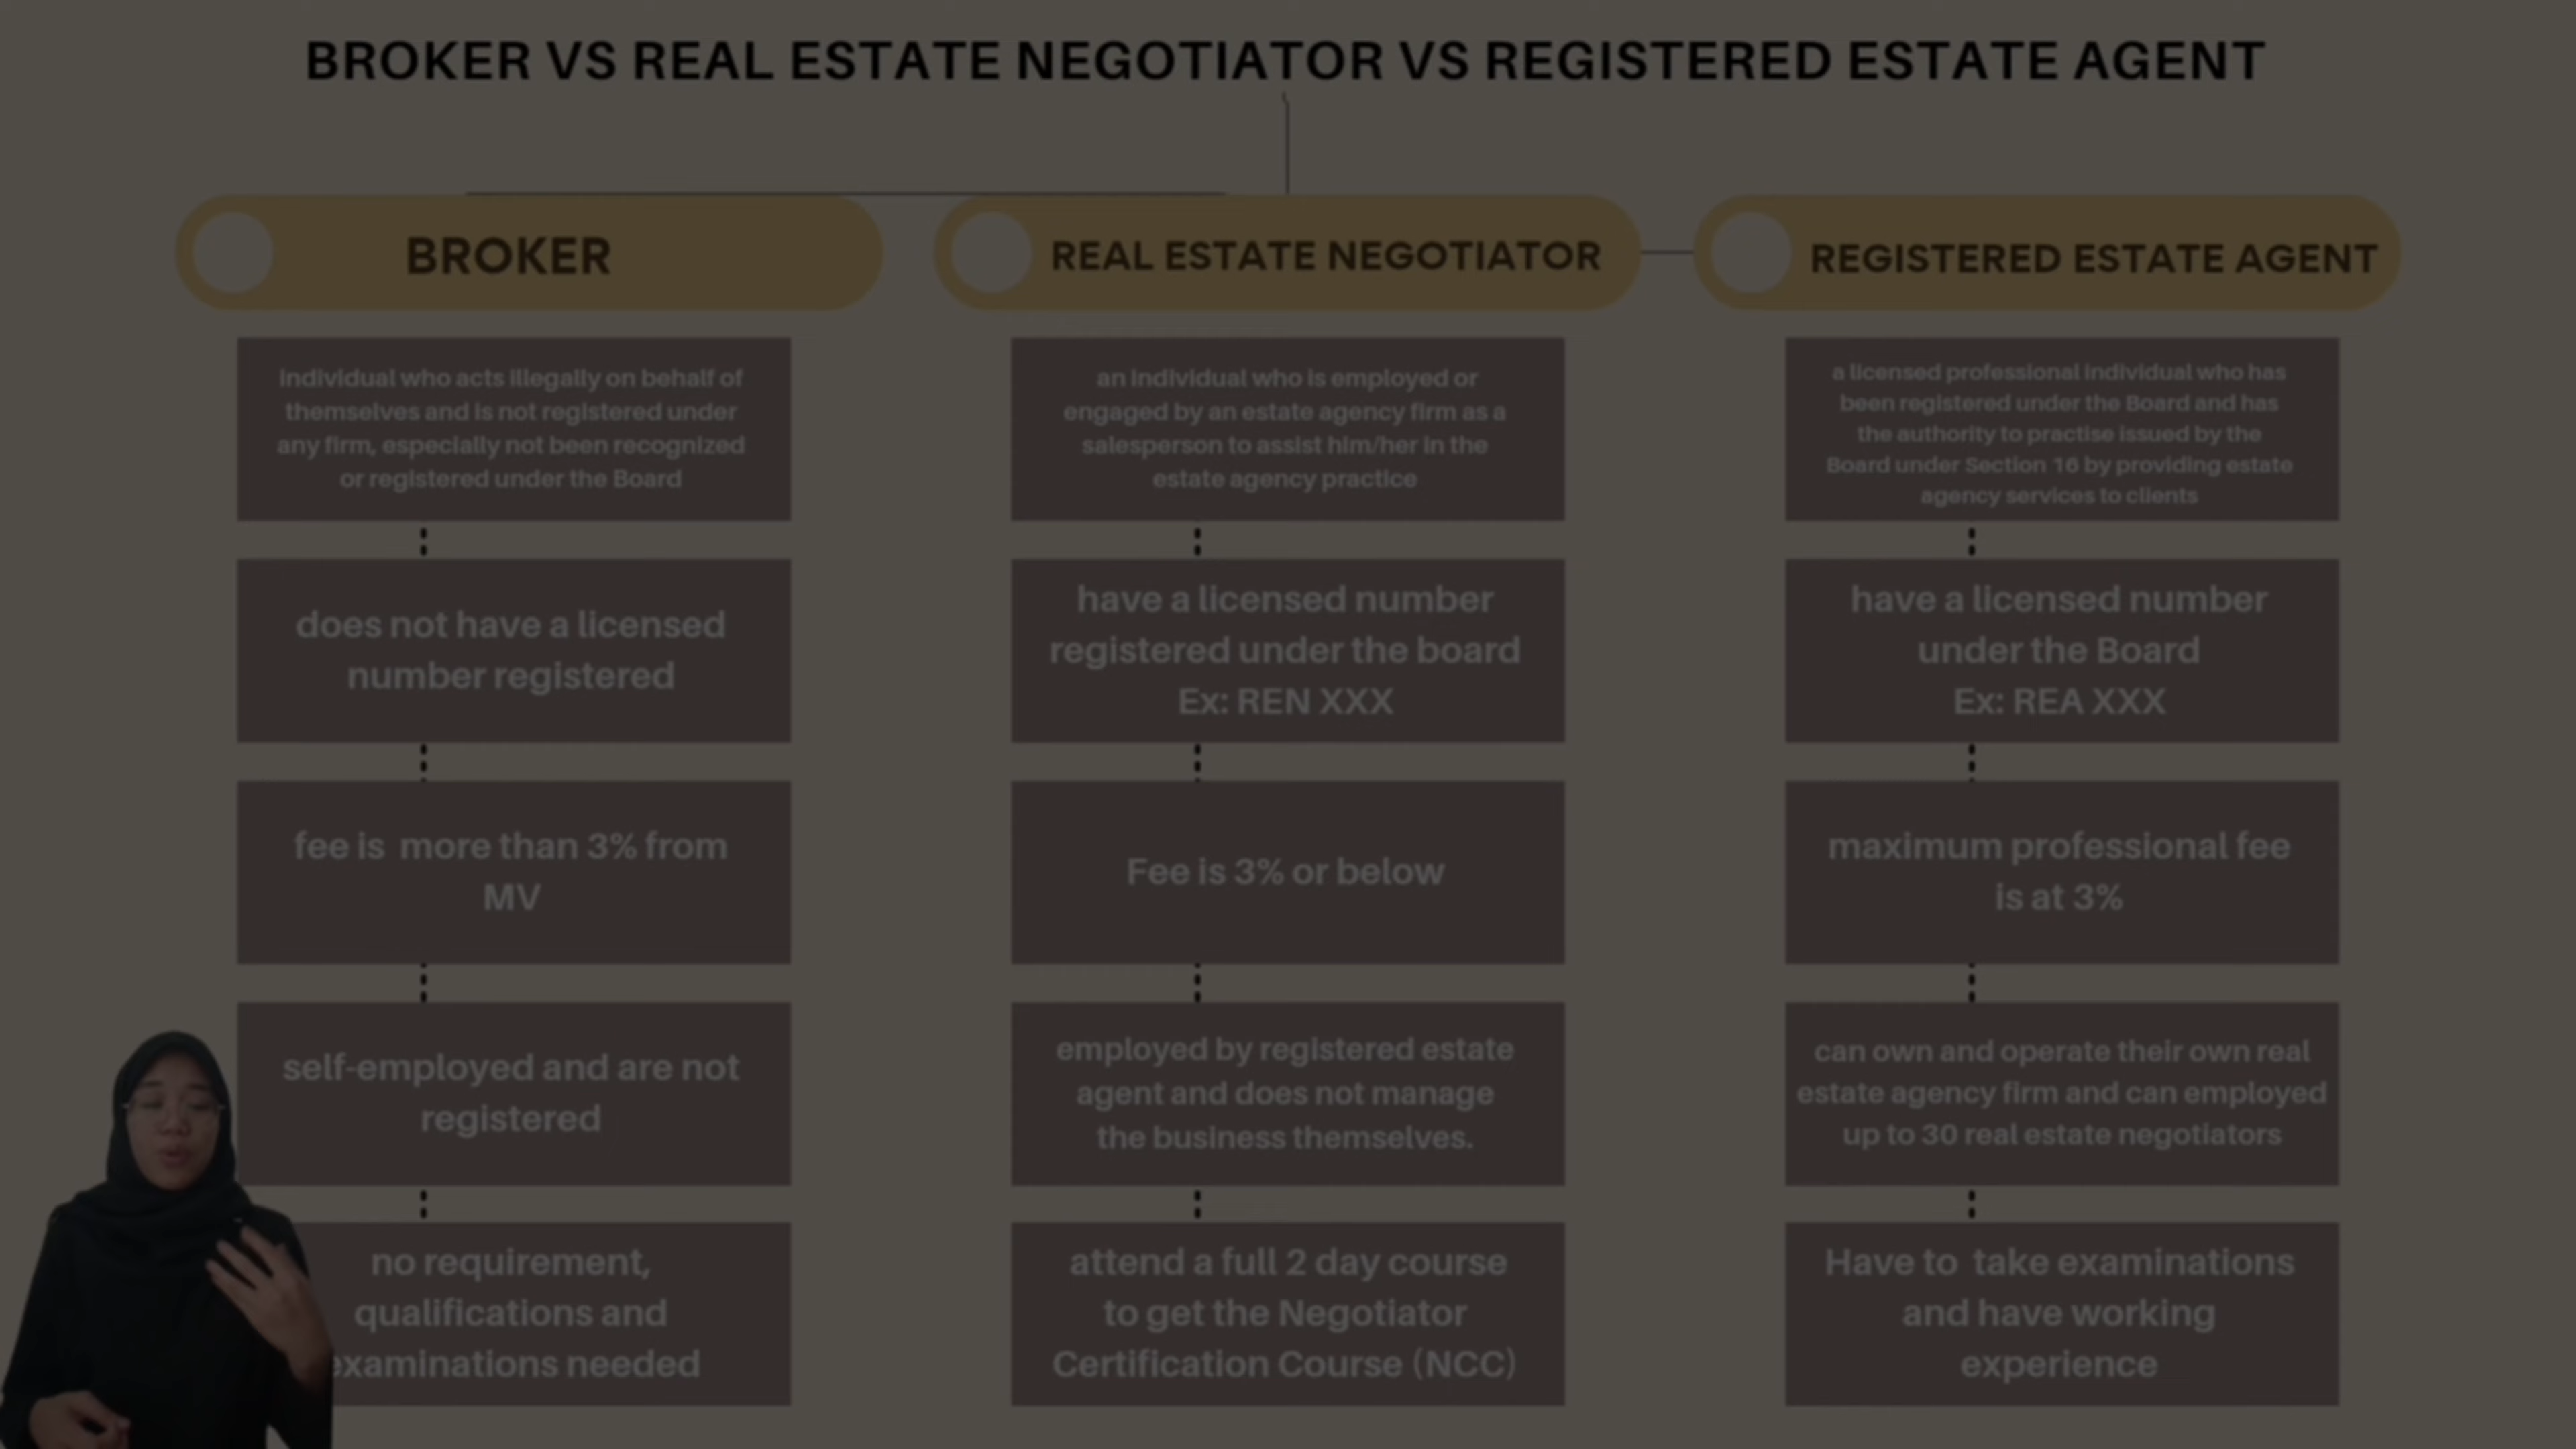 BROKER VS REAL ESTATE NEGOTIATOR VS REGISTERED ESTATE AGENT
BROKER
individual who acts illegally on behalf of
themselves and is not registered under
any firm, especially not been recognized
or registered under the Board
does not have a licensed
number registered
fee is more than 3% from
MV
self-employed and are not
registered
no requirement,
qualifications and
examinations needed
REAL ESTATE NEGOTIATOR
an individual who is employed or
engaged by an estate agency firm as a
salesperson to assist him/her in the
estate agency practice
have a licensed number
registered under the board
Ex: REN XXX
Fee is 3% or below
employed by registered estate
agent and does not manage
the business themselves.
attend a full 2 day course
to get the Negotiator
Certification Course (NCC)
REGISTERED ESTATE AGENT
a licensed professional individual who has
been registered under the Board and has
the authority to practise issued by the
Board under Section 16 by providing estate
agency services to clients
have a licensed number
under the Board
Ex: REA XXX
maximum professional fee
is at 3%
can own and operate their own real
estate agency firm and can employed
up to 30 real estate negotiators
Have to take examinations
and have working
experience